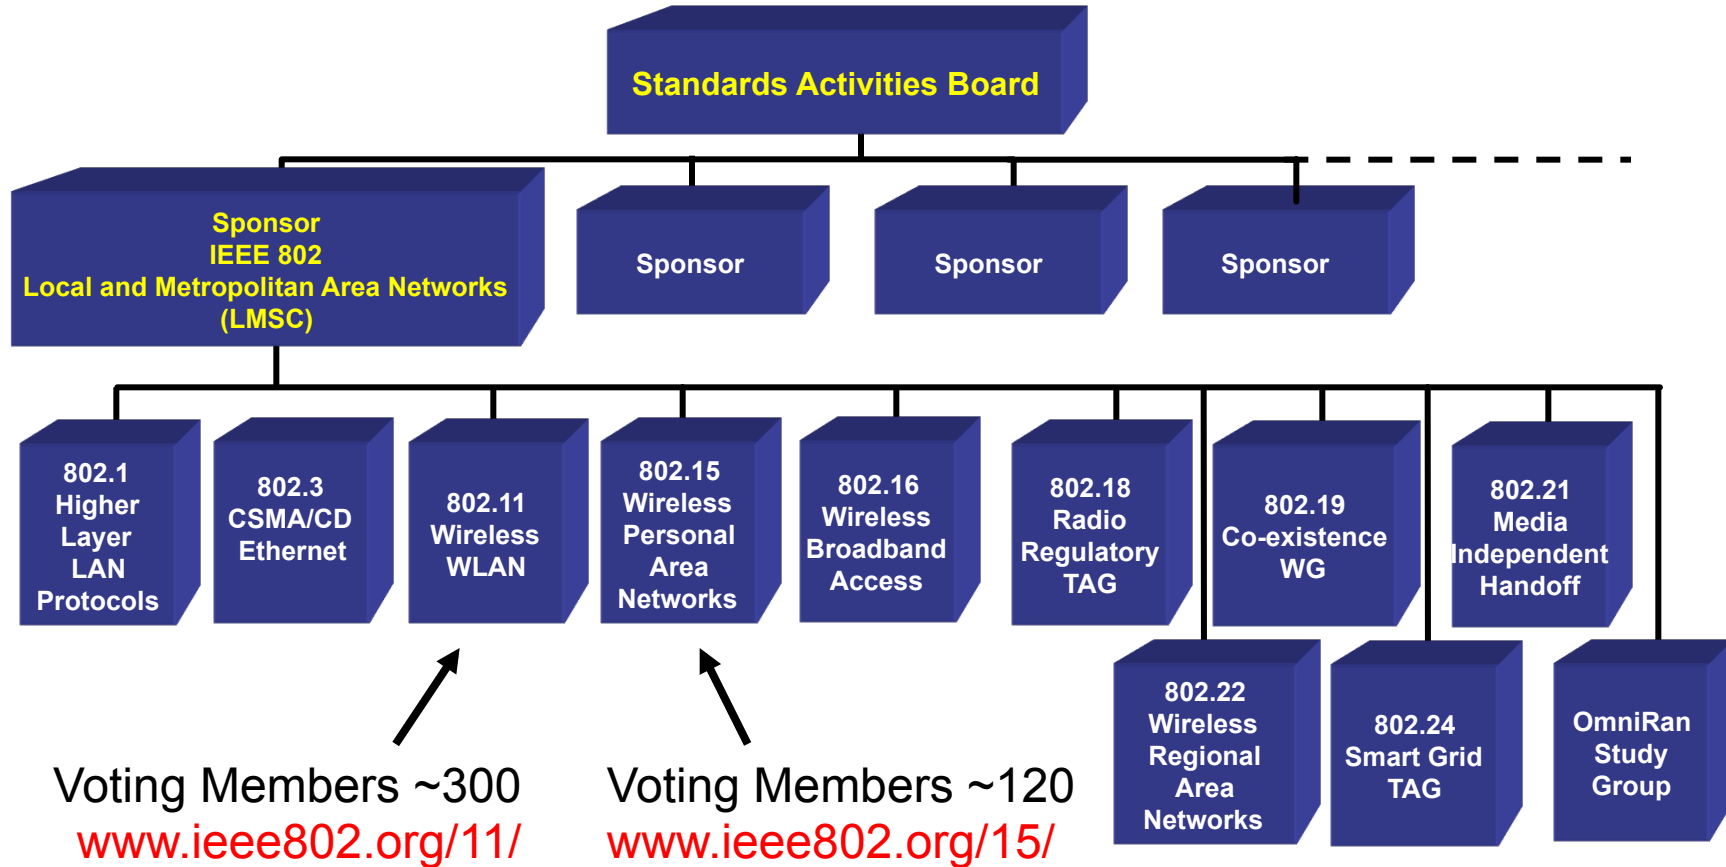 Standards Activities Board
Sponsor
IEEE 802
Local and Metropolitan Area Networks
(LMSC)
Sponsor
Sponsor
Sponsor
802.1
Higher
Layer
LAN
Protocols
802.3
CSMA/CD
Ethernet
802.11
Wireless
WLAN
802.15
Wireless
Personal
Area
Networks
802.16
Wireless
Broadband
Access
802.18
Radio
Regulatory
TAG
802.19
Co-existence
WG
802.21
Media
Independent
Handoff
802.22
Wireless
Regional
Area
Networks
802.24
Smart Grid
TAG
OmniRan
Study
Group
Voting Members ~300
www.ieee802.org/11/
Voting Members ~120
www.ieee802.org/15/